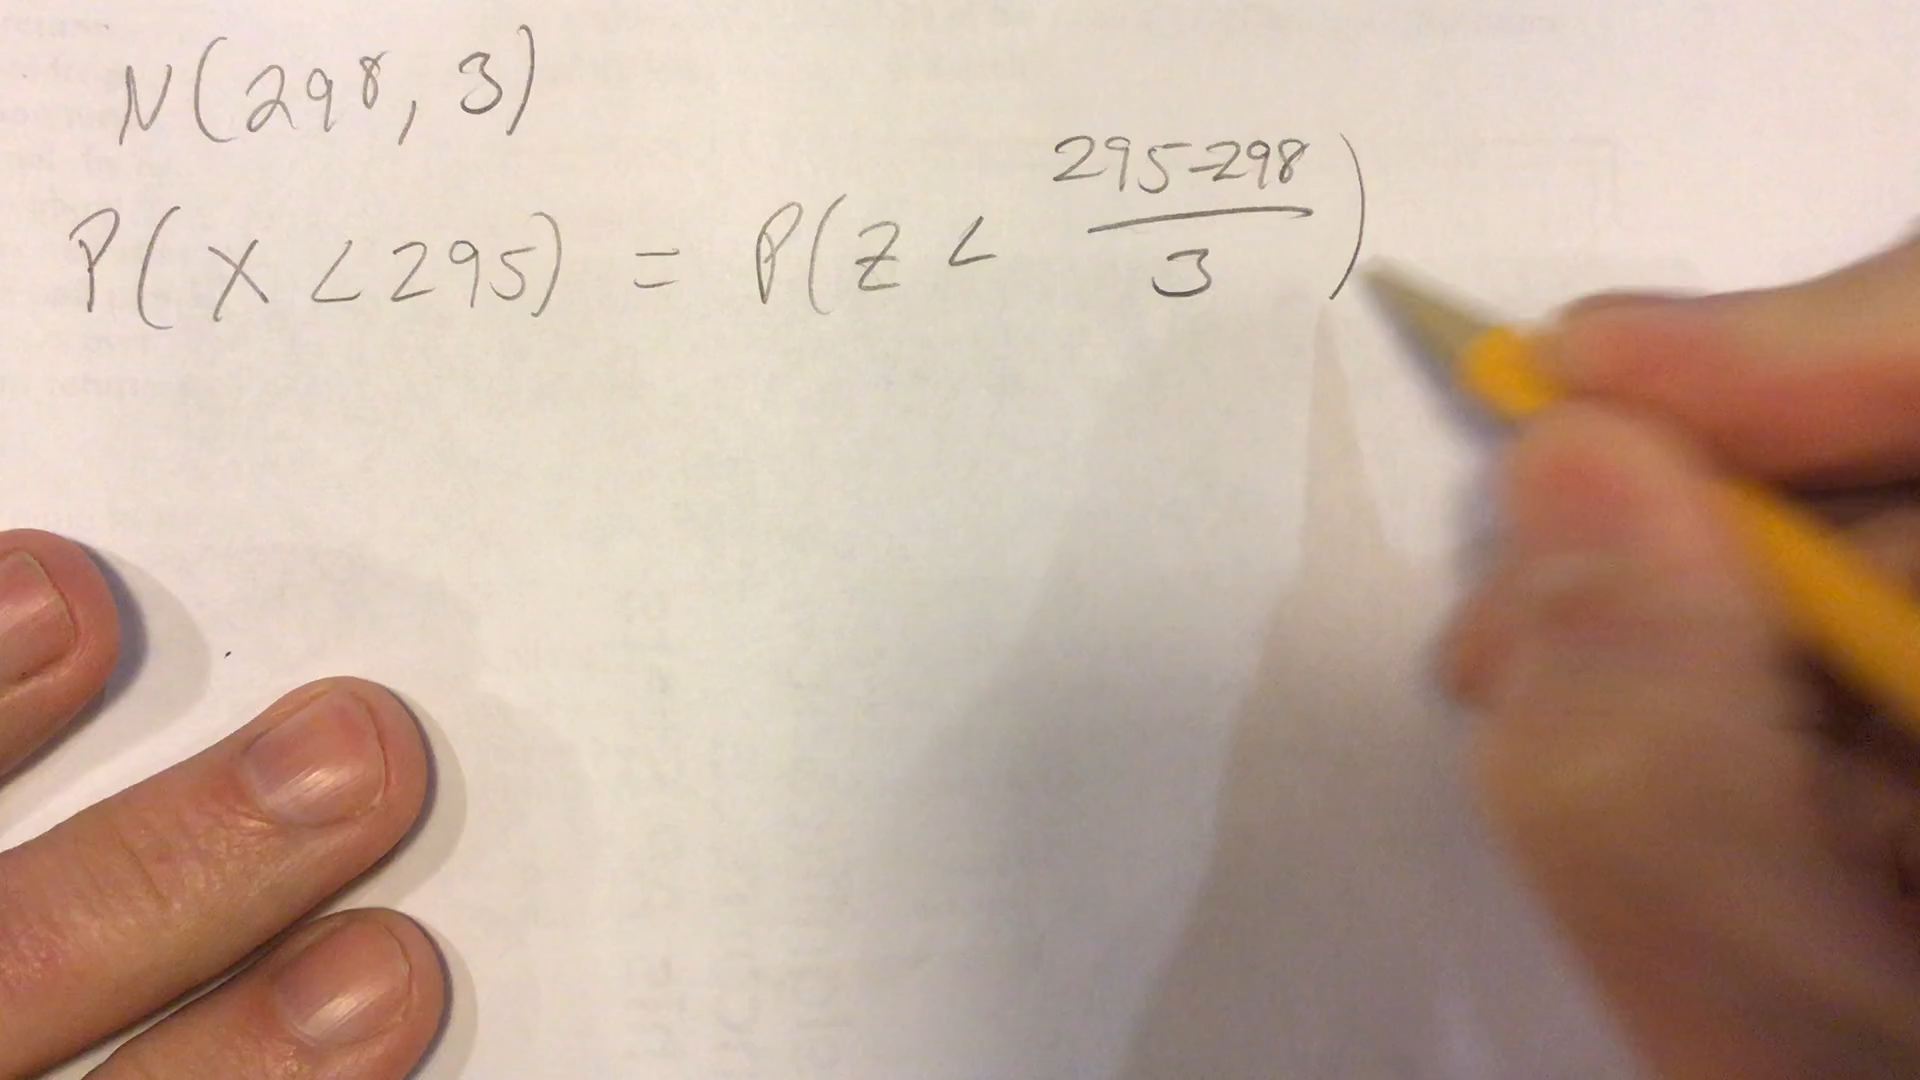 N(298, 3)
P(X < 295) = P(Z < (295-298)/3)